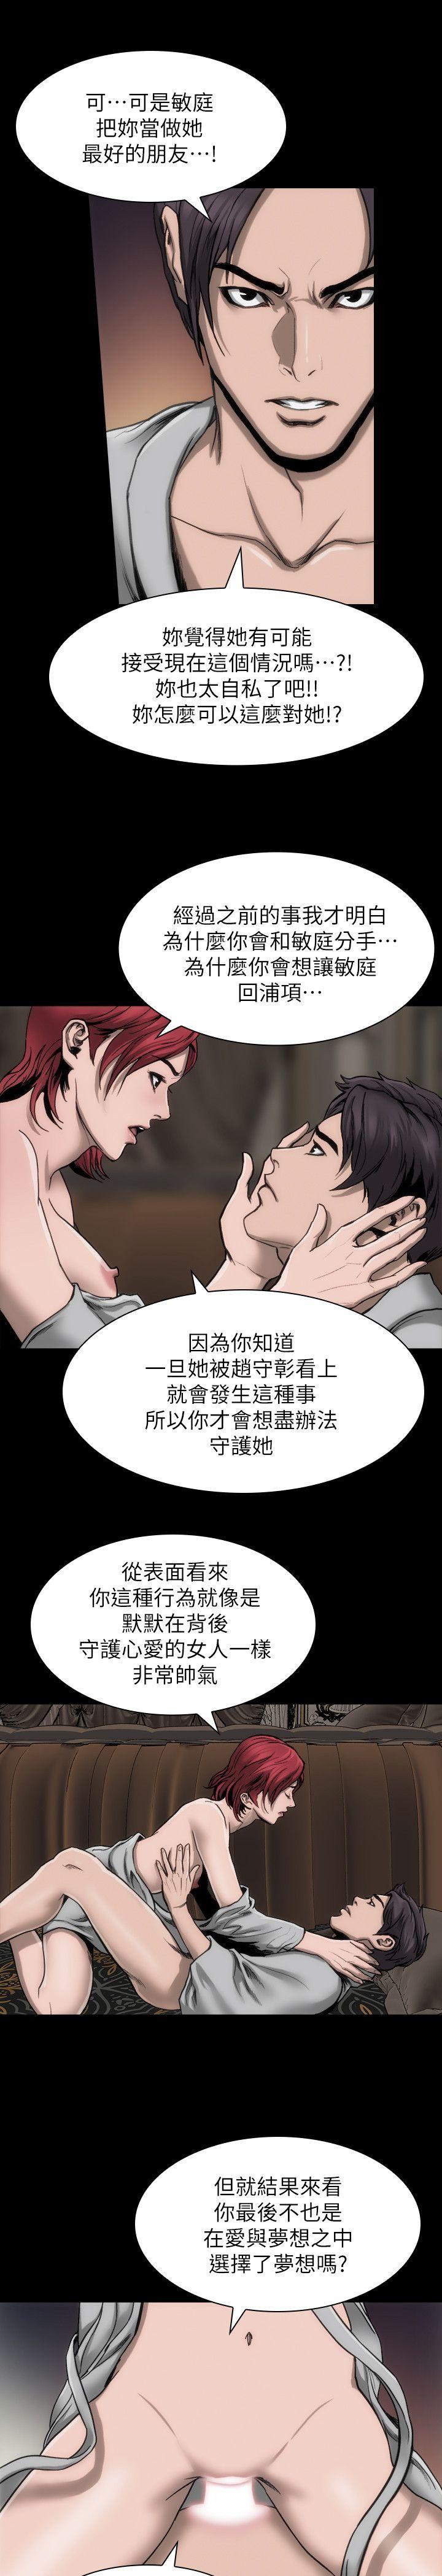 可…可是敏庭
把妳當做她
最好的朋友…!
妳覺得她有可能
接受現在這個情況嗎…?!
妳也太自私了吧!!
妳怎麼可以這麼對她!?
經過之前的事我才明白
為什麼你會和敏庭分手…
為什麼你會想讓敏庭
回浦項…
因為你知道
一旦她被趙守彰看上
就會發生這種事
所以你才會想盡辦法
守護她
從表面看來
你這種行為就像是
默默在背後
守護心愛的女人一樣
非常帥氣
但就結果來看
你最後不也是
在愛與夢想之中
選擇了夢想嗎?